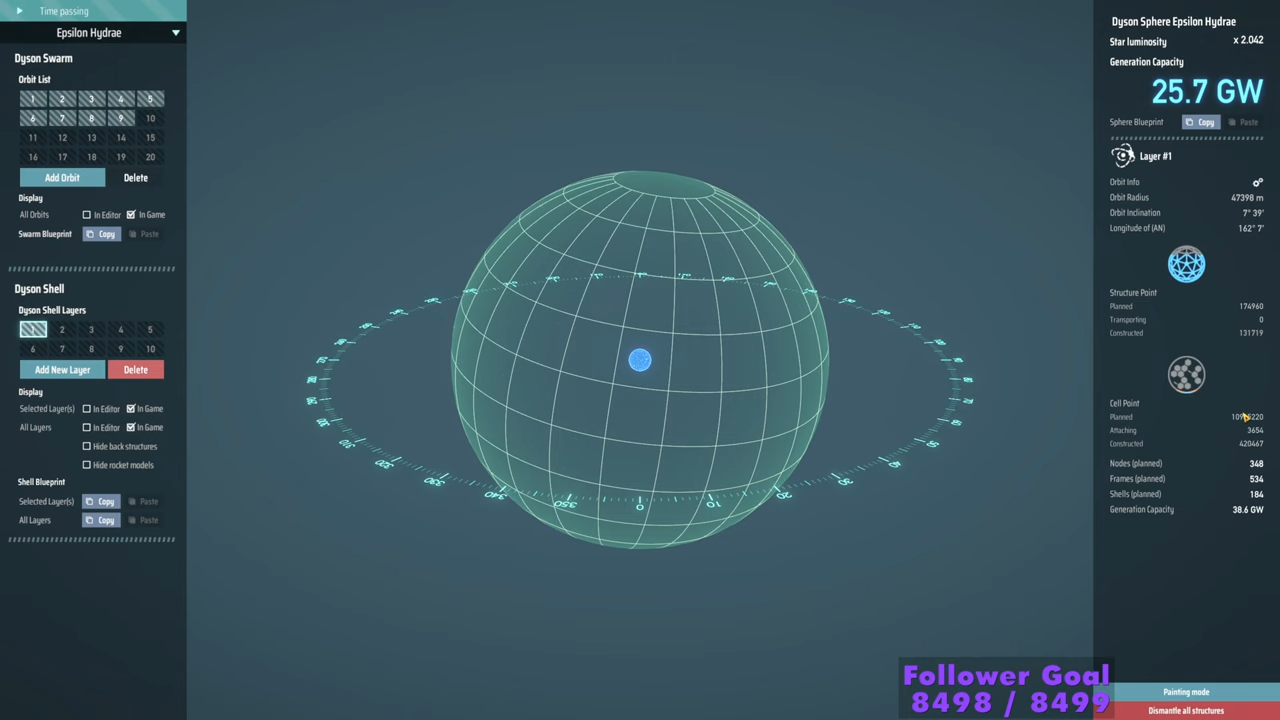 Time passing
Epsilon Hydrae
Dyson Swarm
Orbit List
1 2 3 4 5
6 7 8 9 10
11 12 13 14 15
16 17 18 19 20
Add Orbit Delete
Display
All Orbits In Editor In Game
Swarm Blueprint Copy Paste
Dyson Shell
Dyson Shell Layers
1 2 3 4 5
6 7 8 9 10
Add New Layer Delete
Display
Selected Layer(s) In Editor In Game
All Layers In Editor In Game
Hide back structures
Hide rocket models
Shell Blueprint
Selected Layer(s) Copy Paste
All Layers Copy Paste
330 340 350 0 10 20 30
Dyson Sphere Epsilon Hydrae
Star luminosity x 2.042
Generation Capacity
25.7 GW
Sphere Blueprint Copy Paste
Layer #1
Orbit Info
Orbit Radius 47398 m
Orbit Inclination 7° 39'
Longitude of (AN) 162° 7'
Structure Point
Planned 174960
Transporting 0
Constructed 131719
Cell Point
Planned
Attaching 3654
Constructed 420467
Nodes (planned) 348
Frames (planned) 534
Shells (planned) 184
Generation Capacity 38.6 GW
Follower Goal
8498 / 8499
Painting mode
Dismantle all structures